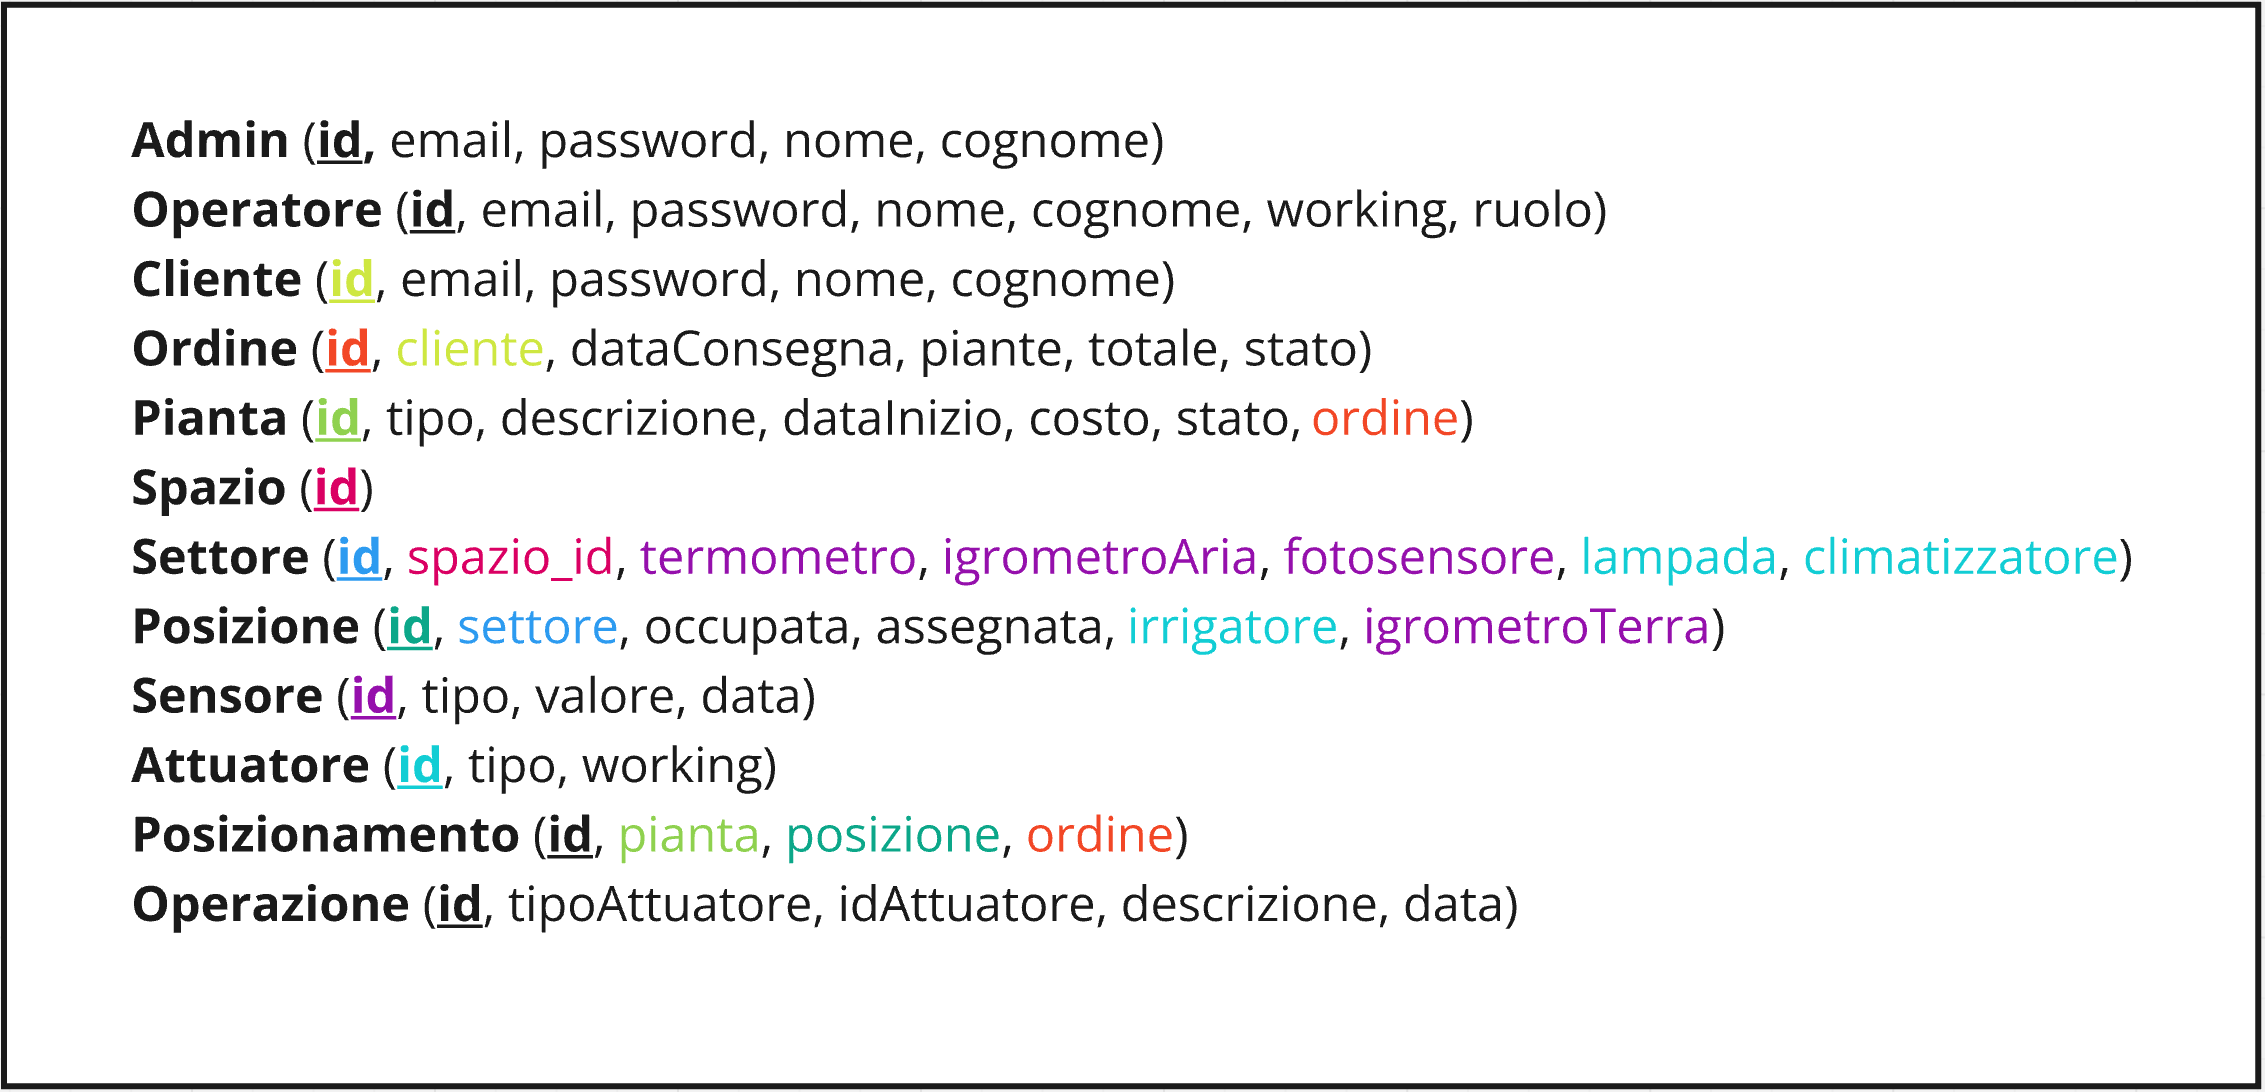 Admin (id, email, password, nome, cognome)
Operatore (id, email, password, nome, cognome, working, ruolo)
Cliente (id, email, password, nome, cognome)
Ordine (id, cliente, dataConsegna, piante, totale, stato)
Pianta (id, tipo, descrizione, dataInizio, costo, stato, ordine)
Spazio (id)
Settore (id, spazio_id, termometro, igrometroAria, fotosensore, lampada, climatizzatore)
Posizione (id, settore, occupata, assegnata, irrigatore, igrometroTerra)
Sensore (id, tipo, valore, data)
Attuatore (id, tipo, working)
Posizionamento (id, pianta, posizione, ordine)
Operazione (id, tipoAttuatore, idAttuatore, descrizione, data)